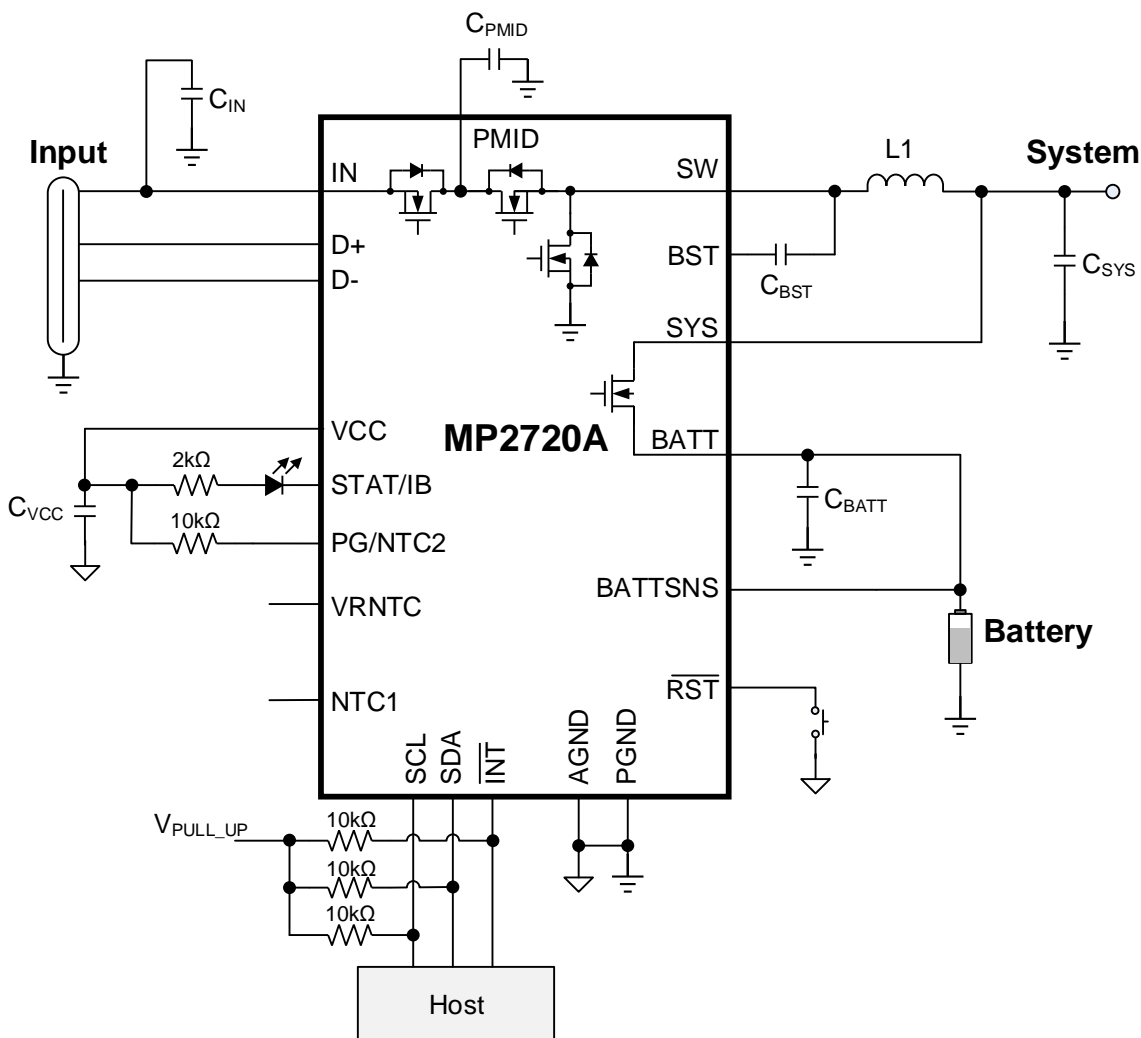 CPMID
CIN
PMID
Input
IN
SW
L1
System
D+
D-
BST
CBST
CSYS
SYS
VCC
MP2720A
BATT
2kΩ
STAT/IB
CVCC
10kΩ
PG/NTC2
CBATT
VRNTC
BATTSNS
Battery
NTC1
RST
SCL
SDA
INT
AGND
PGND
VPULL_UP
10kΩ
10kΩ
10kΩ
Host